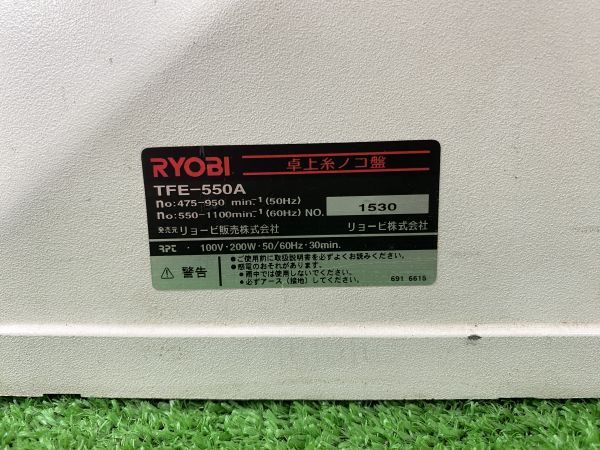 RYOBI 卓上糸ノコ盤
TFE-550A
no:475-950 min.⁻¹(50Hz)
no:550-1100min.⁻¹(60Hz) NO. 1530
発売元 リョービ販売株式会社 リョービ株式会社
RPT · 100V·200W·50/60Hz·30min.
⚠ 警告
●ご使用前に取扱説明書を必ずよくお読みください。
●感電のおそれがあります。
•雨中では使用しないでください。
•必ずアース(接地)してください。
691 6615